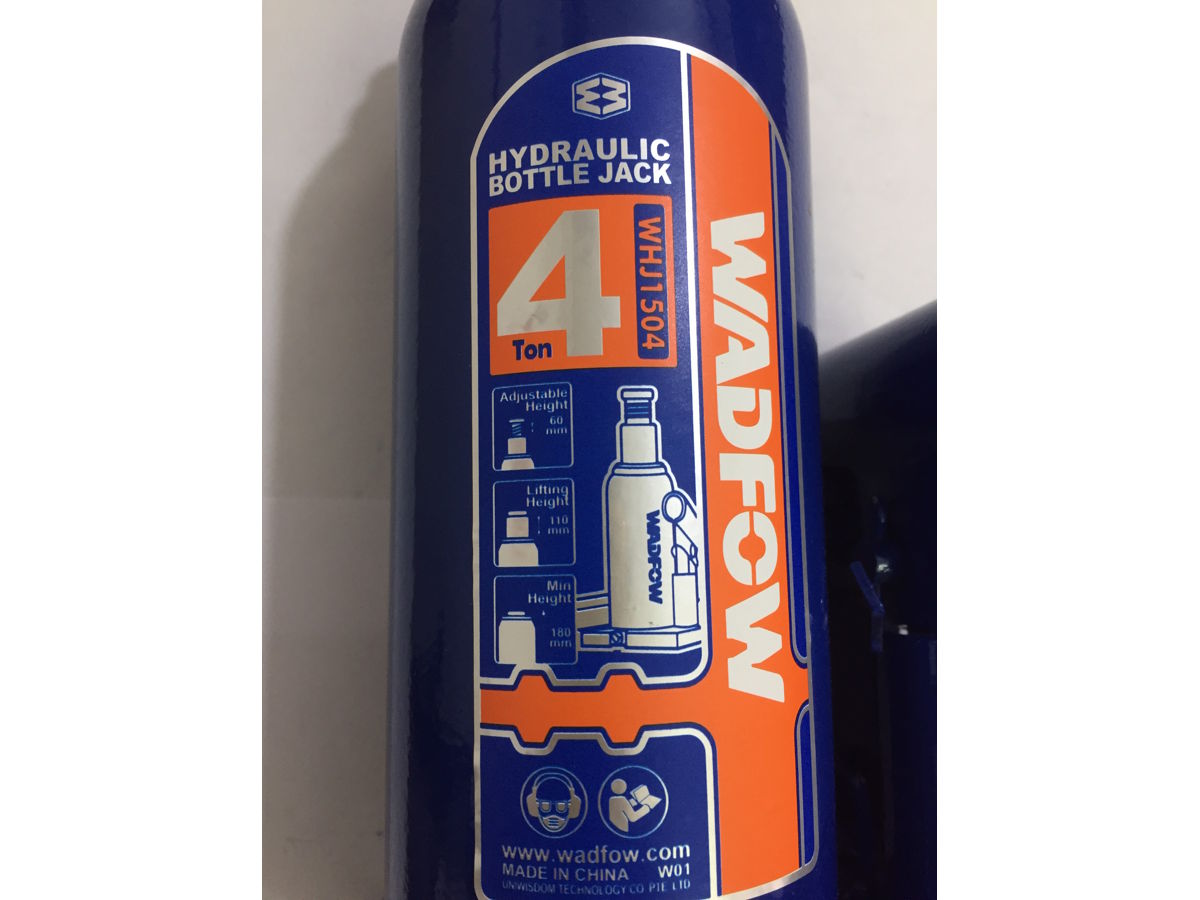 HYDRAULIC
BOTTLE JACK
4
Ton
WHJ1504
WADFOW
Adjustable
Height
60
mm
Lifting
Height
110
mm
Min
Height
180
mm
WADFOW
www.wadfow.com
MADE IN CHINA W01
UNIWISDOM TECHNOLOGY CO PTE LTD